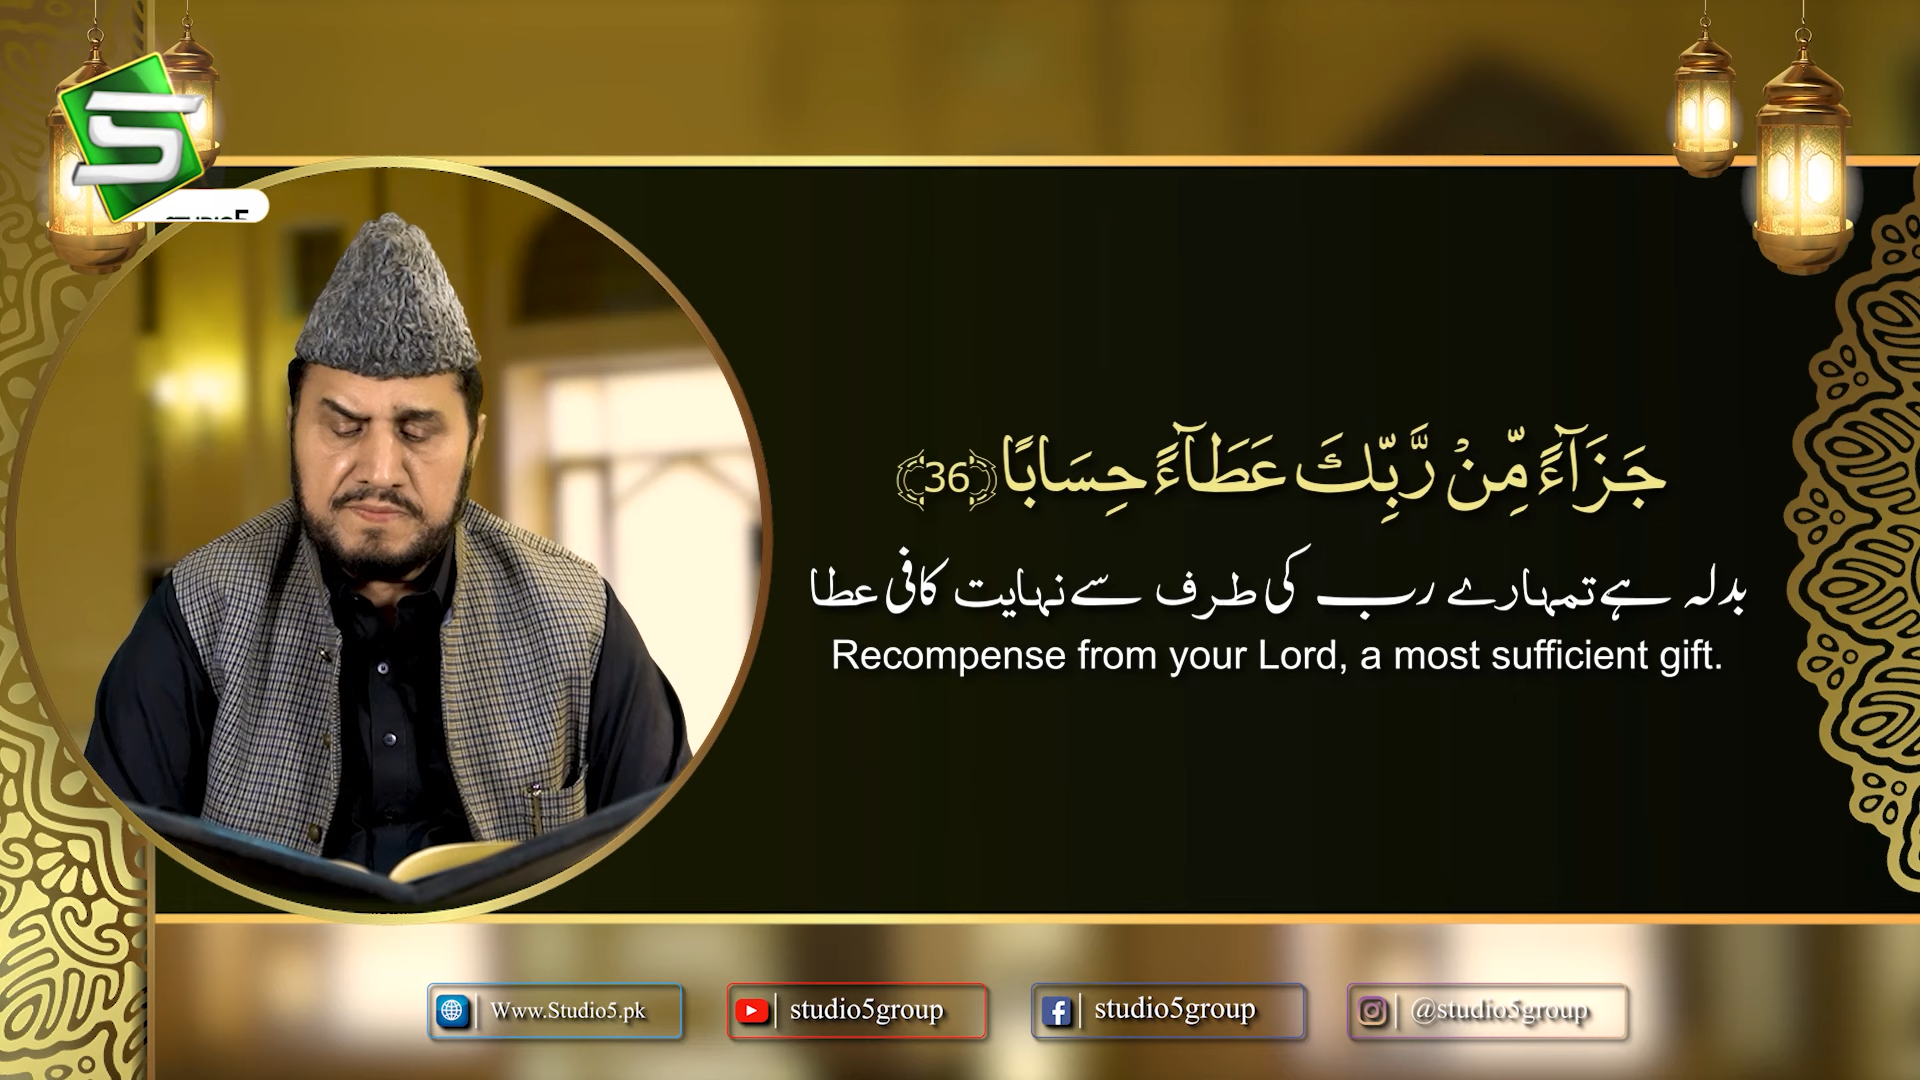 STUDIO5
جَزَآءً مِّنْ رَّبِّكَ عَطَآءً حِسَابًا ﴿36﴾
بدلہ ہے تمہارے رب کی طرف سے نہایت کافی عطا
Recompense from your Lord, a most sufficient gift.
Www.Studio5.pk
studio5group
studio5group
@studio5group